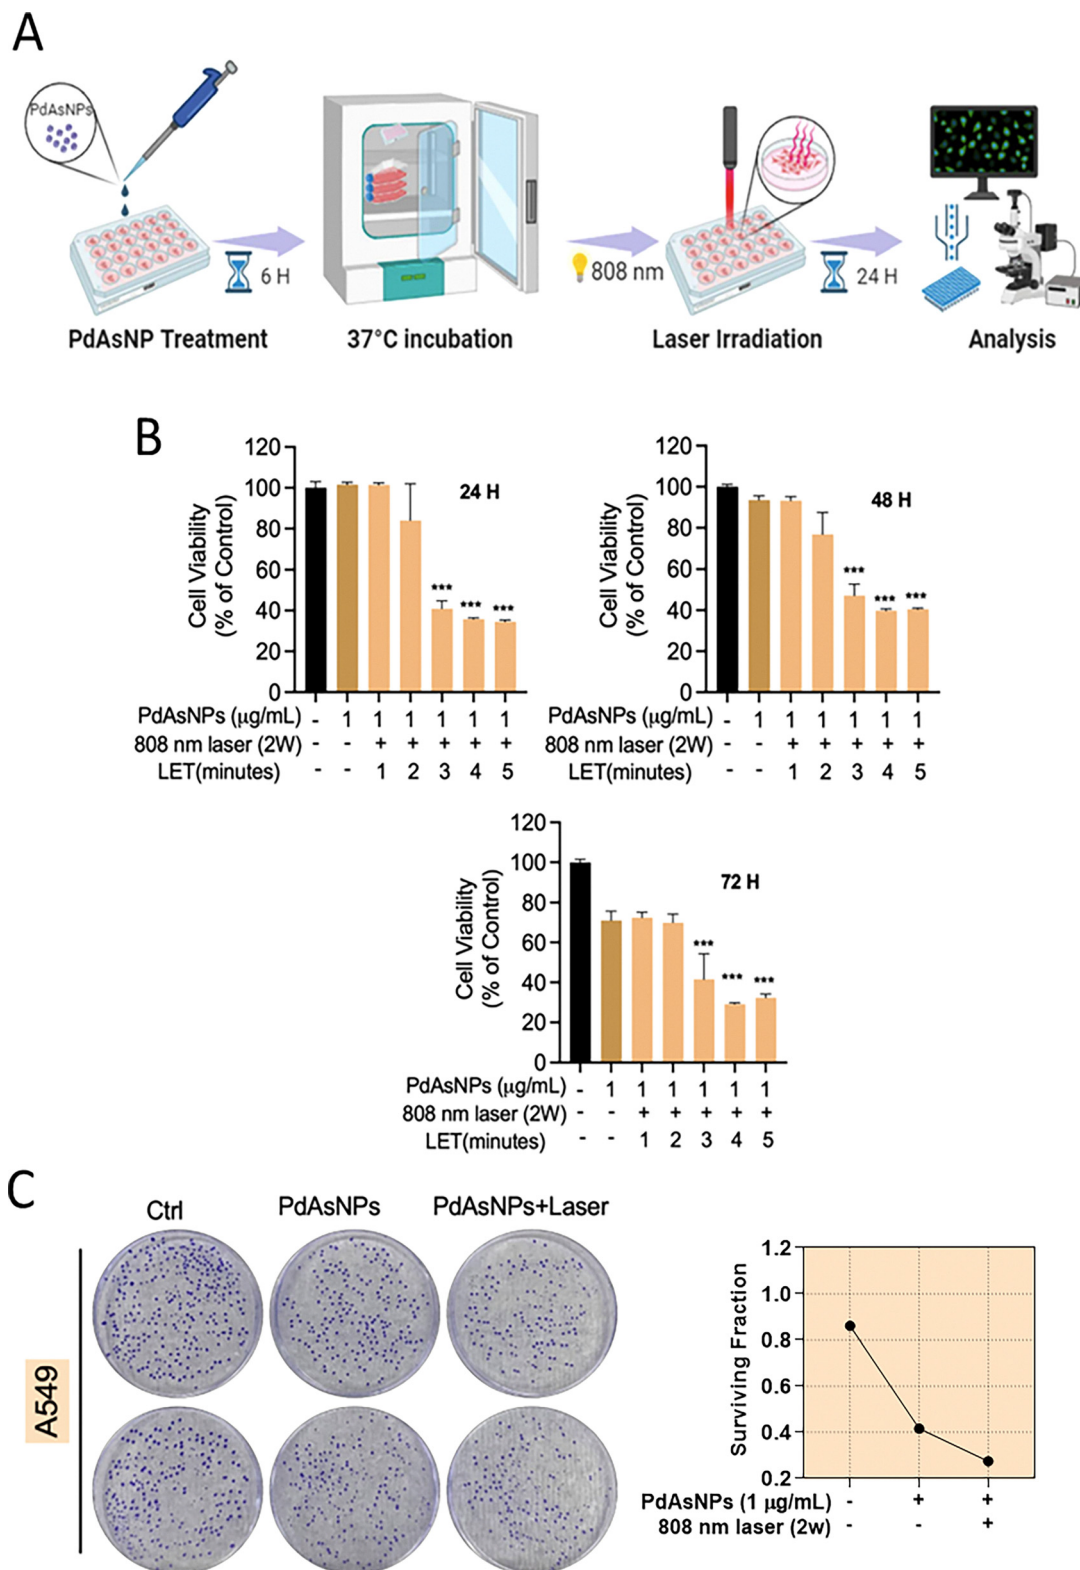 A
PdAsNPs
6 H
808 nm
24 H
PdAsNP Treatment
37°C incubation
Laser Irradiation
Analysis
B
120
100
80
60
40
20
0
Cell Viability
(% of Control)
24 H
***
***
***
PdAsNPs (μg/mL) - 1 1 1 1 1 1
808 nm laser (2W) - - + + + + +
LET(minutes) - - 1 2 3 4 5
120
100
80
60
40
20
0
Cell Viability
(% of Control)
48 H
***
***
***
PdAsNPs (μg/mL) - 1 1 1 1 1 1
808 nm laser (2W) - - + + + + +
LET(minutes) - - 1 2 3 4 5
120
100
80
60
40
20
0
Cell Viability
(% of Control)
72 H
***
***
***
PdAsNPs (μg/mL) - 1 1 1 1 1 1
808 nm laser (2W) - - + + + + +
LET(minutes) - - 1 2 3 4 5
C
Ctrl
PdAsNPs
PdAsNPs+Laser
A549
1.2
1.0
0.8
0.6
0.4
0.2
Surviving Fraction
PdAsNPs (1 μg/mL) - + +
808 nm laser (2w) - - +